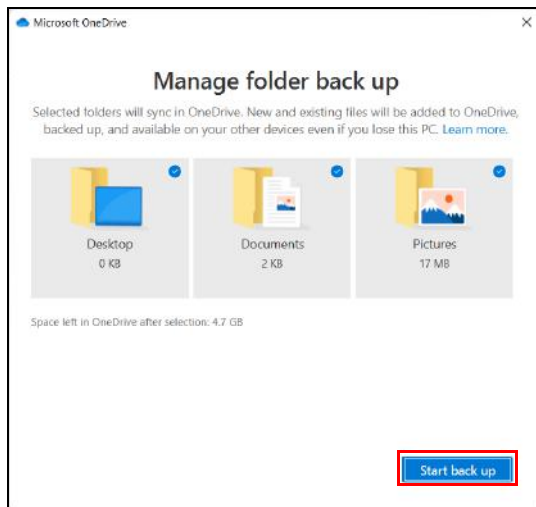 Microsoft OneDrive
Manage folder back up
Selected folders will sync in OneDrive. New and existing files will be added to OneDrive,
backed up, and available on your other devices even if you lose this PC. Learn more.
Desktop
0 KB
Documents
2 KB
Pictures
17 MB
Space left in OneDrive after selection: 4.7 GB
Start back up